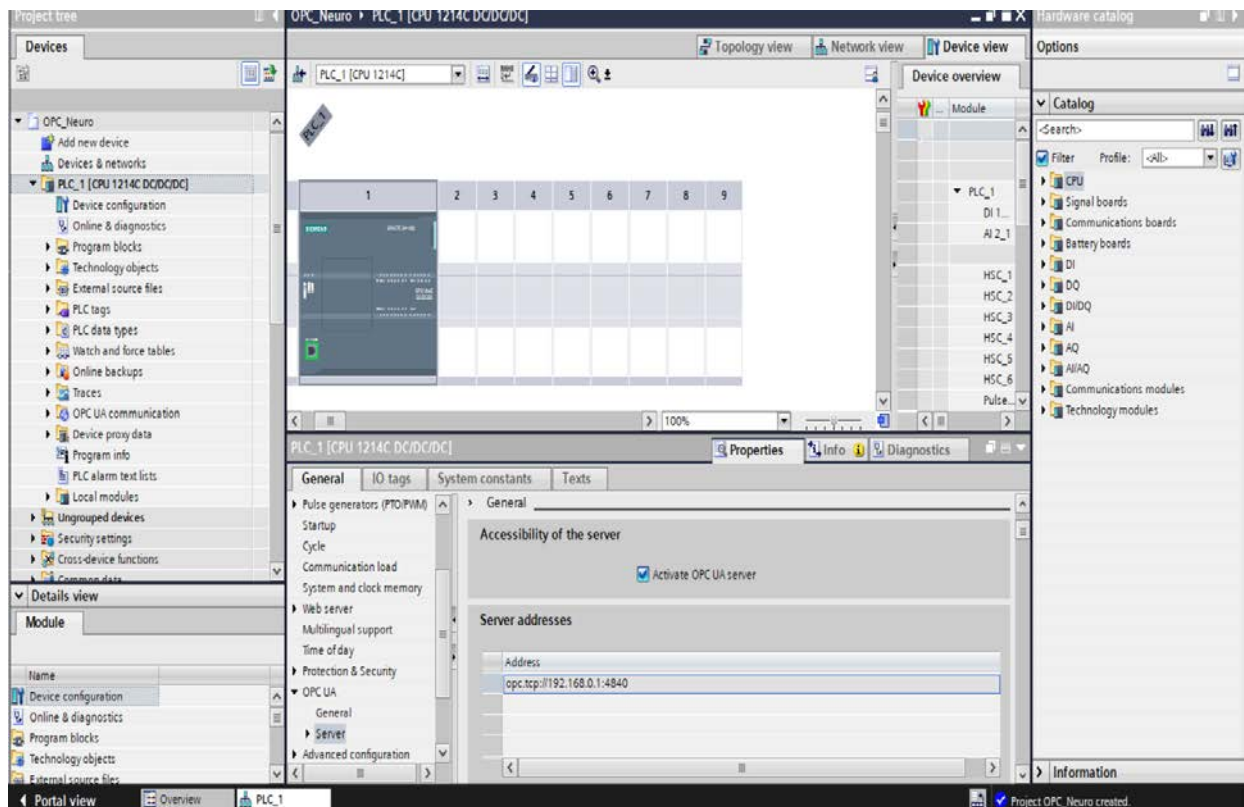 Project tree
OPC_Neuro ▸ PLC_1 [CPU 1214C DC/DC/DC]
Hardware catalog
Devices
Topology view
Network view
Device view
Options
PLC_1 [CPU 1214C]
Device overview
... Module
Catalog
<Search>
Filter Profile: <All>
OPC_Neuro
Add new device
Devices & networks
PLC_1 [CPU 1214C DC/DC/DC]
Device configuration
Online & diagnostics
Program blocks
Technology objects
External source files
PLC tags
PLC data types
Watch and force tables
Online backups
Traces
OPC UA communication
Device proxy data
Program info
PLC alarm text lists
Local modules
Ungrouped devices
Security settings
Cross-device functions
Common data
PLC_1
1 2 3 4 5 6 7 8 9
SIEMENS
100%
PLC_1
DI 1...
AI 2_1
HSC_1
HSC_2
HSC_3
HSC_4
HSC_5
HSC_6
Pulse...
CPU
Signal boards
Communications boards
Battery boards
DI
DQ
DI/DQ
AI
AQ
AI/AQ
Communications modules
Technology modules
PLC_1 [CPU 1214C DC/DC/DC]
Properties
Info
Diagnostics
General
IO tags
System constants
Texts
Pulse generators (PTO/PWM)
Startup
Cycle
Communication load
System and clock memory
Web server
Multilingual support
Time of day
Protection & Security
OPC UA
General
Server
Advanced configuration
General
Accessibility of the server
Activate OPC UA server
Server addresses
Address
opc.tcp://192.168.0.1:4840
Details view
Module
Name
Device configuration
Online & diagnostics
Program blocks
Technology objects
External source files
Information
Portal view
Overview
PLC_1
Project OPC_Neuro created.